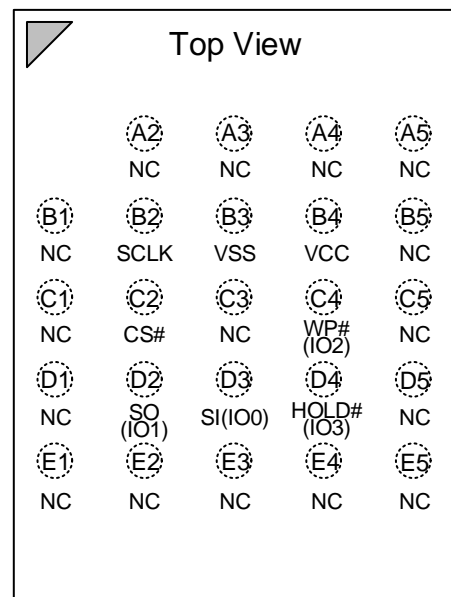 Top View
A2 A3 A4 A5
NC NC NC NC
B1 B2 B3 B4 B5
NC SCLK VSS VCC NC
C1 C2 C3 C4 C5
NC CS# NC WP# NC
(IO2)
D1 D2 D3 D4 D5
NC SO SI(IO0) HOLD# NC
(IO1) (IO3)
E1 E2 E3 E4 E5
NC NC NC NC NC